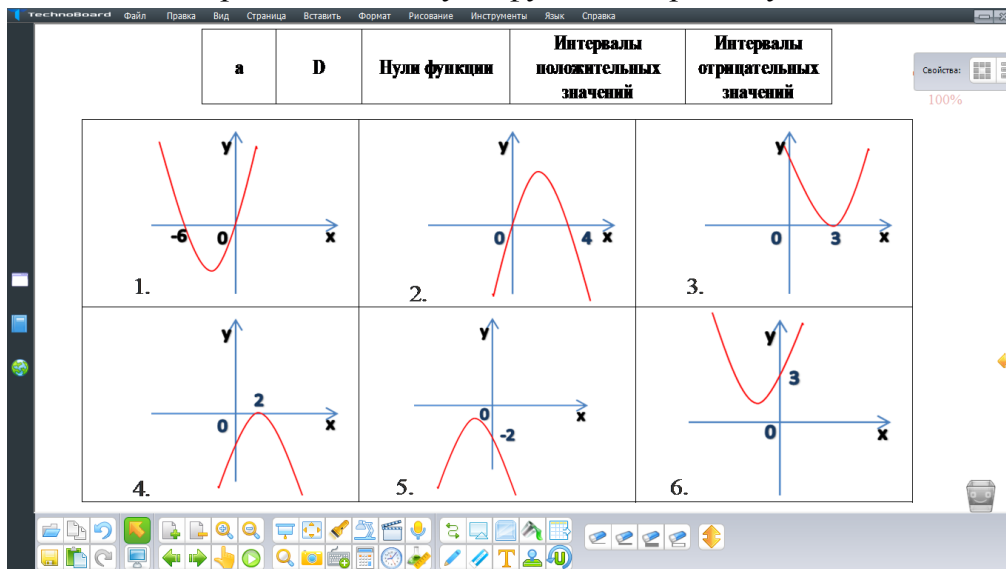 TechnoBoard Файл Правка Вид Страница Вставить Формат Рисование Инструменты Язык Справка
a D Нули функции Интервалы положительных значений Интервалы отрицательных значений
Свойства:
100%
y
-6 0 x
1.
y
0 4 x
2.
y
0 3 x
3.
y
2
0 x
4.
y
0 x
-2
5.
y
3
0 x
6.